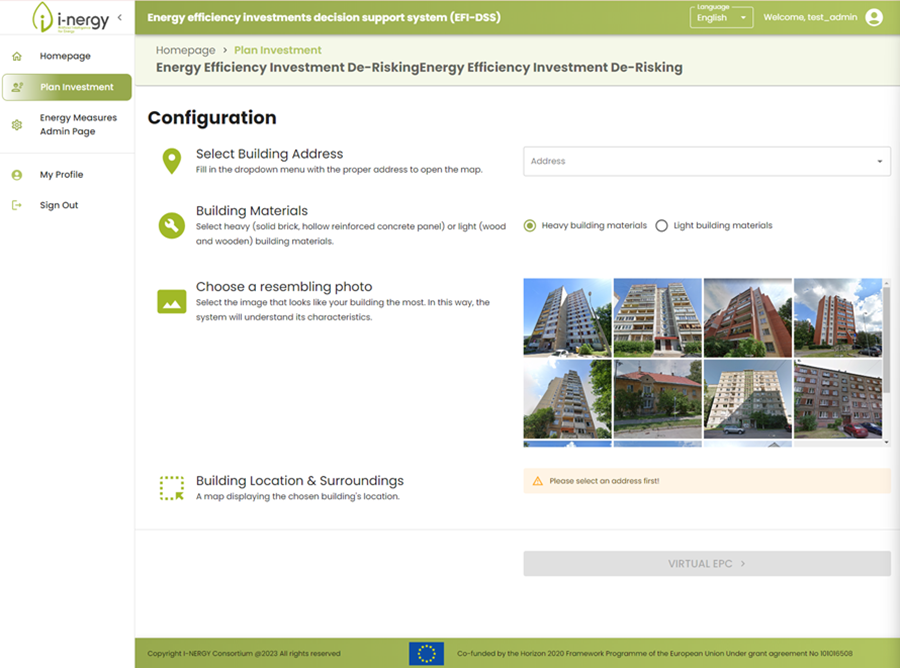 i-nergy
Energy efficiency investments decision support system (EFI-DSS)
Language
English
Welcome, test_admin
Homepage
Plan Investment
Energy Measures
Admin Page
My Profile
Sign Out
Homepage > Plan Investment
Energy Efficiency Investment De-RiskingEnergy Efficiency Investment De-Risking
Configuration
Select Building Address
Fill in the dropdown menu with the proper address to open the map.
Address
Building Materials
Select heavy (solid brick, hollow reinforced concrete panel) or light (wood
and wooden) building materials.
Heavy building materials
Light building materials
Choose a resembling photo
Select the image that looks like your building the most. In this way, the
system will understand its characteristics.
Building Location & Surroundings
A map displaying the chosen building's location.
Please select an address first!
VIRTUAL EPC >
Copyright I-NERGY Consortium @2023 All rights reserved
Co-funded by the Horizon 2020 Framework Programme of the European Union Under grant agreement No 101016508